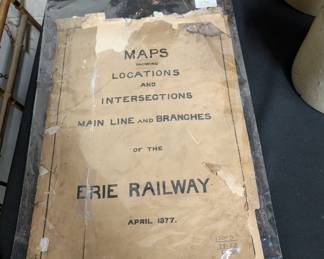 MAPS
SHOWING
LOCATIONS
AND
INTERSECTIONS
MAIN LINE AND BRANCHES
OF THE
ERIE RAILWAY
APRIL 1877.